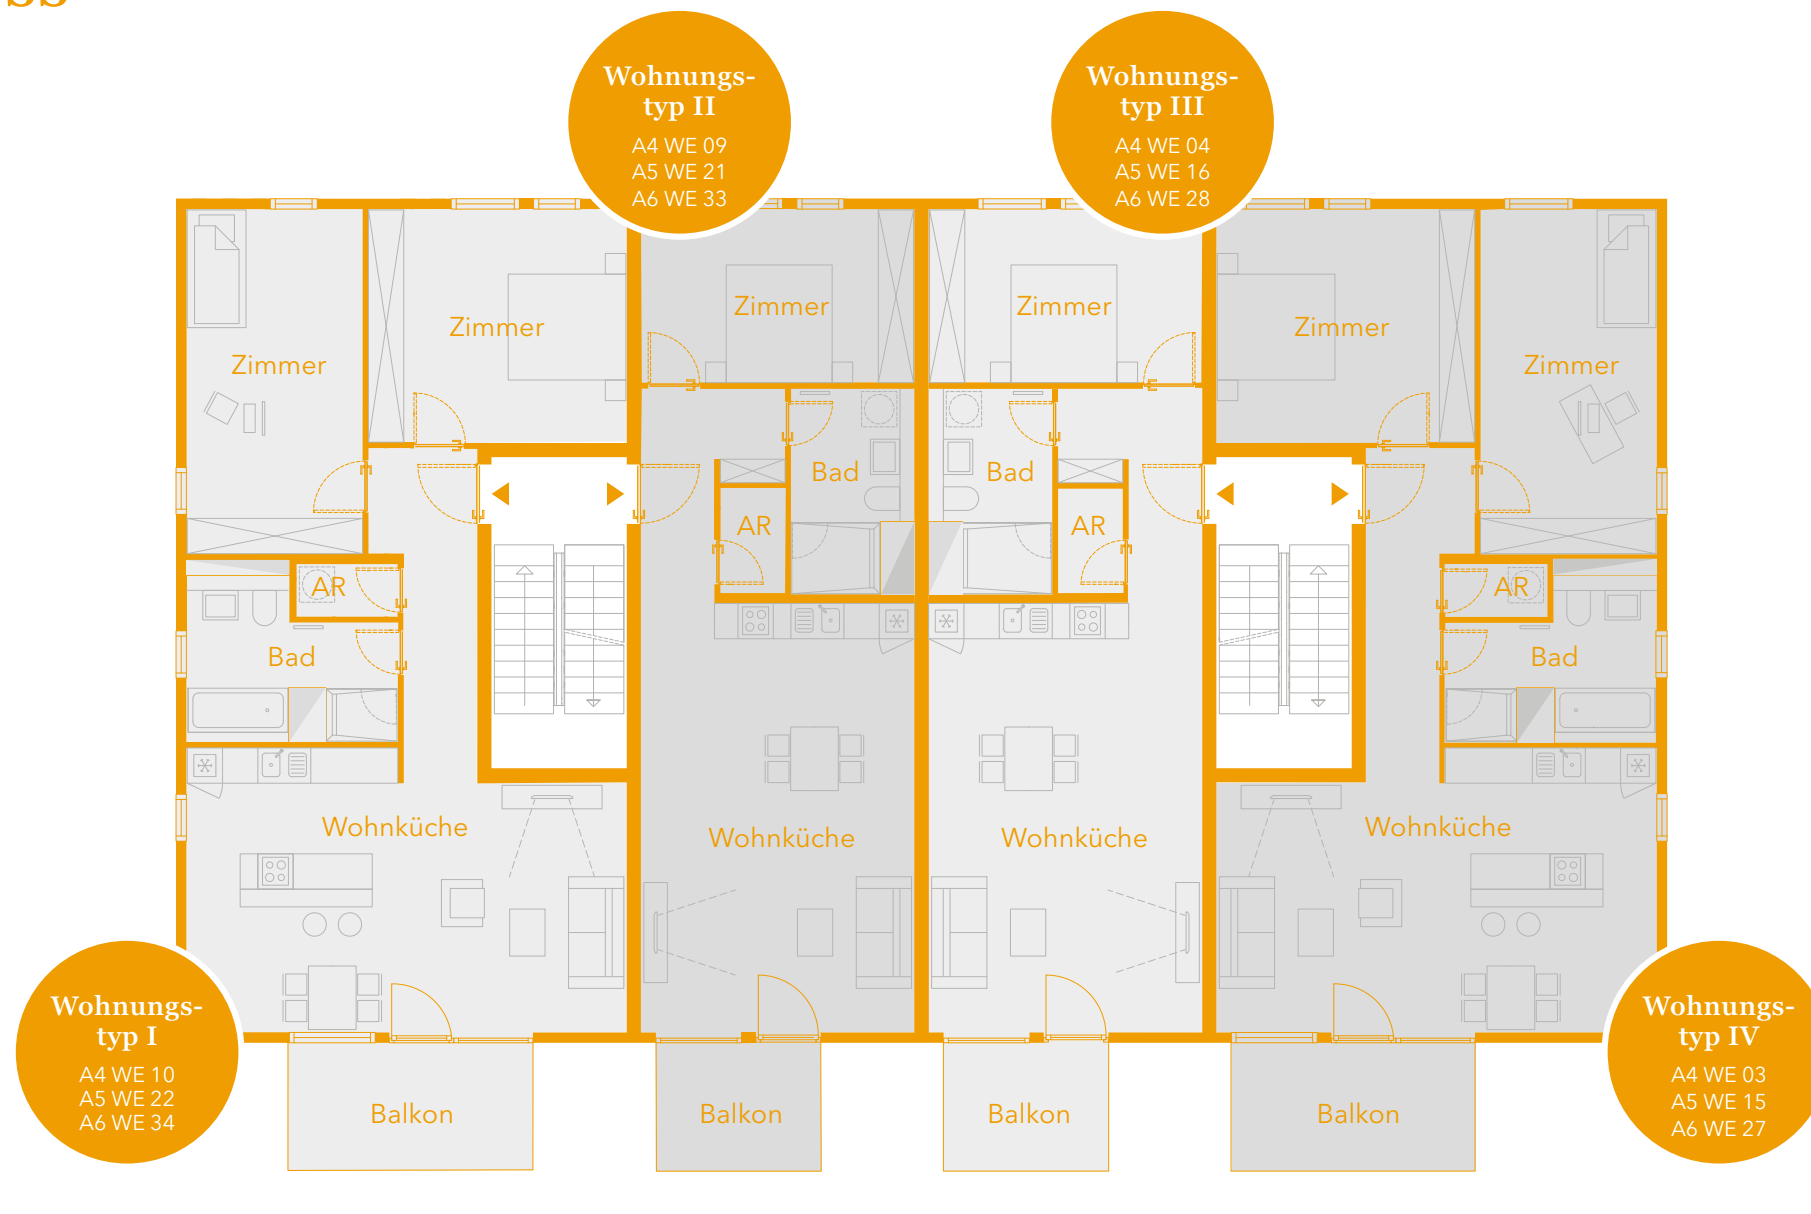 Wohnungs-
typ II
A4 WE 09
A5 WE 21
A6 WE 33
Wohnungs-
typ III
A4 WE 04
A5 WE 16
A6 WE 28
Zimmer
Zimmer
Zimmer
Zimmer
Zimmer
Zimmer
Bad
AR
Bad
AR
AR
Bad
AR
Bad
Wohnküche
Wohnküche
Wohnküche
Wohnküche
Wohnungs-
typ I
A4 WE 10
A5 WE 22
A6 WE 34
Wohnungs-
typ IV
A4 WE 03
A5 WE 15
A6 WE 27
Balkon
Balkon
Balkon
Balkon